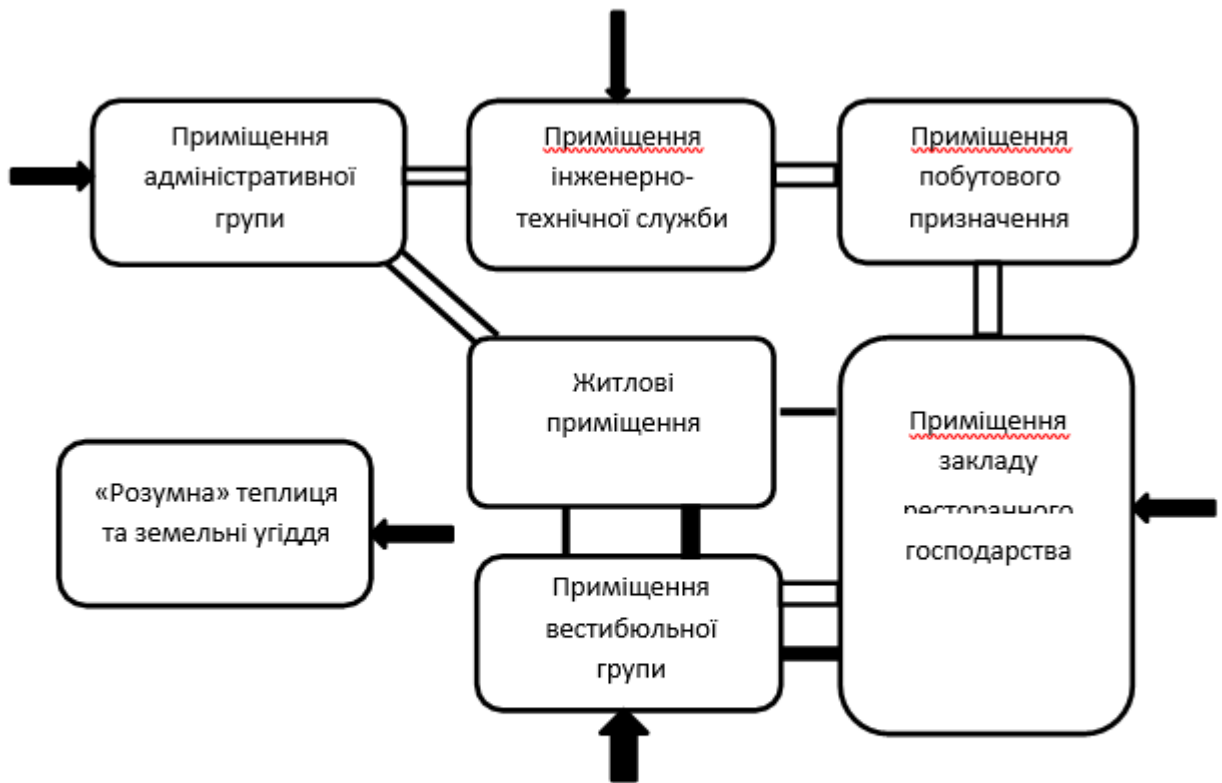 Приміщення
адміністративної
групи
Приміщення
інженерно-
технічної служби
Приміщення
побутового
призначення
Житлові
приміщення
Приміщення
закладу
ресторанного
господарства
«Розумна» теплиця
та земельні угіддя
Приміщення
вестибюльної
групи